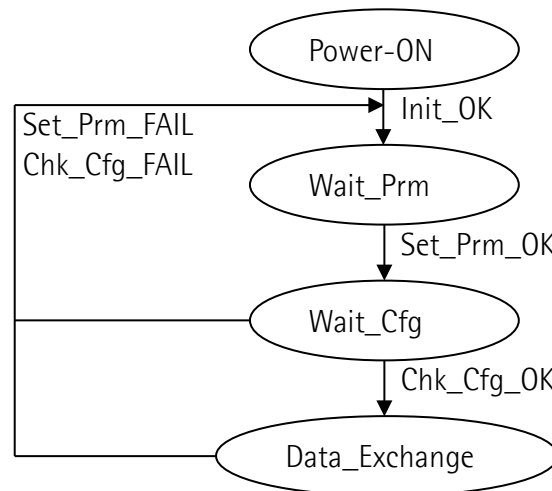 Power-ON
Init_OK
Set_Prm_FAIL
Chk_Cfg_FAIL
Wait_Prm
Set_Prm_OK
Wait_Cfg
Chk_Cfg_OK
Data_Exchange